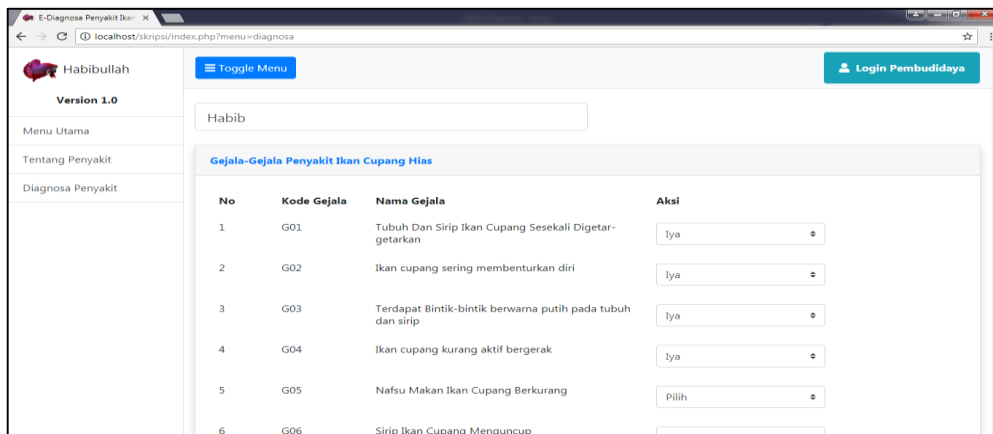 E-Diagnosa Penyakit Ikan
localhost/skripsi/index.php?menu=diagnosa
Habibullah
Toggle Menu
Login Pembudidaya
Version 1.0
Habib
Menu Utama
Tentang Penyakit
Gejala-Gejala Penyakit Ikan Cupang Hias
Diagnosa Penyakit
No Kode Gejala Nama Gejala Aksi
1 G01 Tubuh Dan Sirip Ikan Cupang Sesekali Digetar-
getarkan Iya
2 G02 Ikan cupang sering membenturkan diri Iya
3 G03 Terdapat Bintik-bintik berwarna putih pada tubuh
dan sirip Iya
4 G04 Ikan cupang kurang aktif bergerak Iya
5 G05 Nafsu Makan Ikan Cupang Berkurang Pilih
6 G06 Sirip Ikan Cupang Menguncup